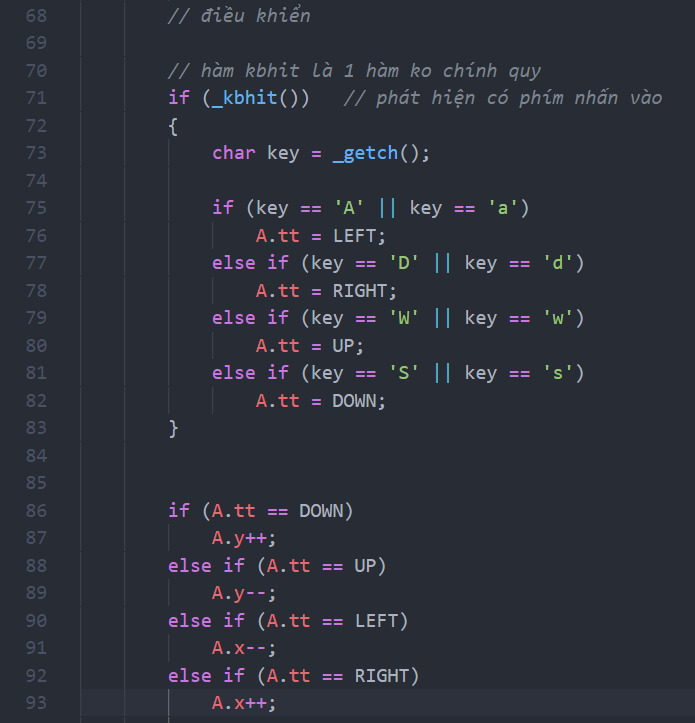 68 // điều khiển
69
70 // hàm kbhit là 1 hàm ko chính quy
71 if (_kbhit()) // phát hiện có phím nhấn vào
72 {
73 char key = _getch();
74
75 if (key == 'A' || key == 'a')
76 A.tt = LEFT;
77 else if (key == 'D' || key == 'd')
78 A.tt = RIGHT;
79 else if (key == 'W' || key == 'w')
80 A.tt = UP;
81 else if (key == 'S' || key == 's')
82 A.tt = DOWN;
83 }
84
85
86 if (A.tt == DOWN)
87 A.y++;
88 else if (A.tt == UP)
89 A.y--;
90 else if (A.tt == LEFT)
91 A.x--;
92 else if (A.tt == RIGHT)
93 A.x++;